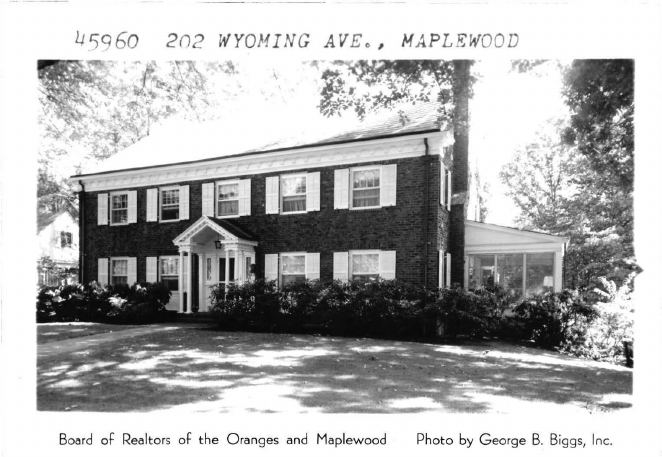 45960 202 WYOMING AVE., MAPLEWOOD
Board of Realtors of the Oranges and Maplewood Photo by George B. Biggs, Inc.